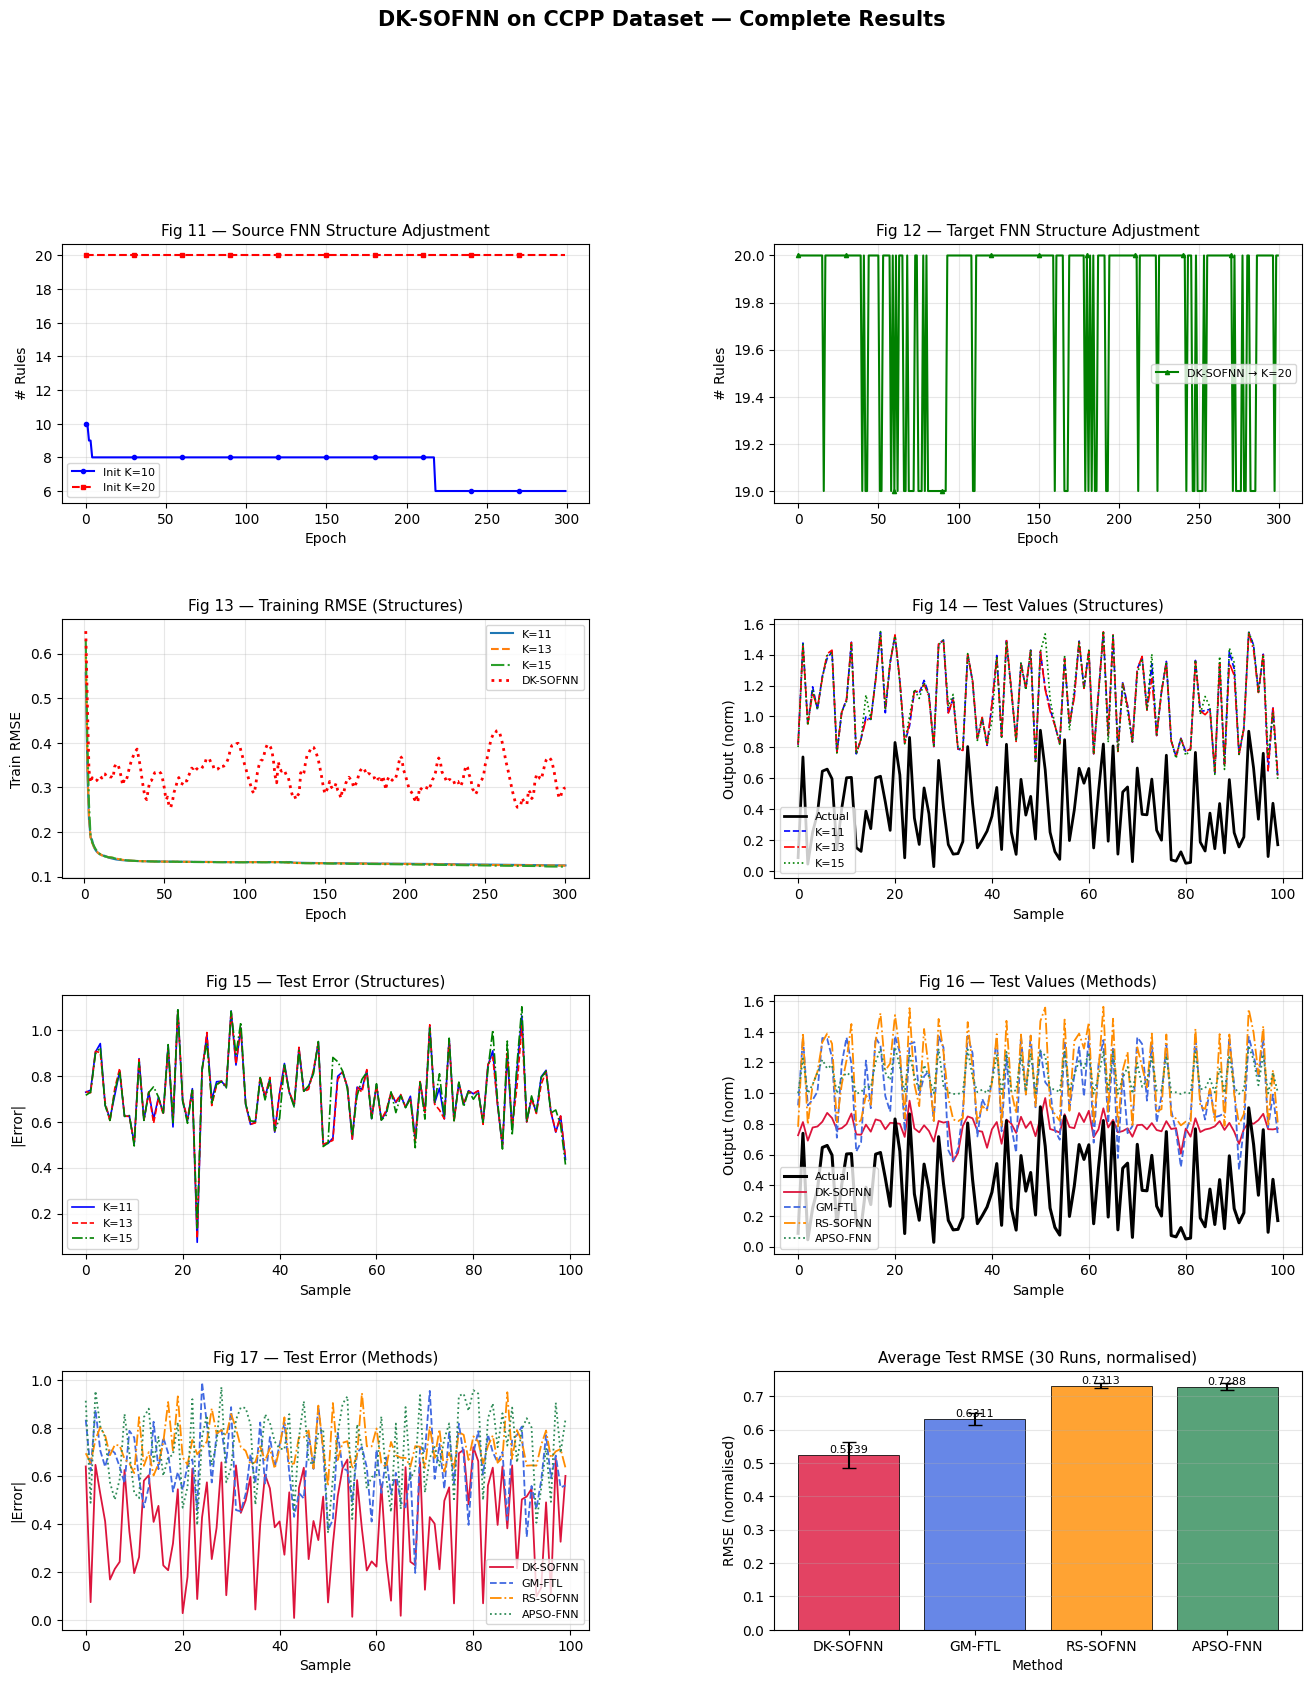 DK-SOFNN on CCPP Dataset — Complete Results
Fig 11 — Source FNN Structure Adjustment
# Rules
20
18
16
14
12
10
8
6
Init K=10
Init K=20
0 50 100 150 200 250 300
Epoch
Fig 12 — Target FNN Structure Adjustment
# Rules
20.0
19.8
19.6
19.4
19.2
19.0
DK-SOFNN → K=20
0 50 100 150 200 250 300
Epoch
Fig 13 — Training RMSE (Structures)
Train RMSE
0.6
0.5
0.4
0.3
0.2
0.1
K=11
K=13
K=15
DK-SOFNN
0 50 100 150 200 250 300
Epoch
Fig 14 — Test Values (Structures)
Output (norm)
1.6
1.4
1.2
1.0
0.8
0.6
0.4
0.2
0.0
Actual
K=11
K=13
K=15
0 20 40 60 80 100
Sample
Fig 15 — Test Error (Structures)
|Error|
1.0
0.8
0.6
0.4
0.2
K=11
K=13
K=15
0 20 40 60 80 100
Sample
Fig 16 — Test Values (Methods)
Output (norm)
1.6
1.4
1.2
1.0
0.8
0.6
0.4
0.2
0.0
Actual
DK-SOFNN
GM-FTL
RS-SOFNN
APSO-FNN
0 20 40 60 80 100
Sample
Fig 17 — Test Error (Methods)
|Error|
1.0
0.8
0.6
0.4
0.2
0.0
DK-SOFNN
GM-FTL
RS-SOFNN
APSO-FNN
0 20 40 60 80 100
Sample
Average Test RMSE (30 Runs, normalised)
RMSE (normalised)
0.7
0.6
0.5
0.4
0.3
0.2
0.1
0.0
0.5239
0.6311
0.7313
0.7288
DK-SOFNN GM-FTL RS-SOFNN APSO-FNN
Method